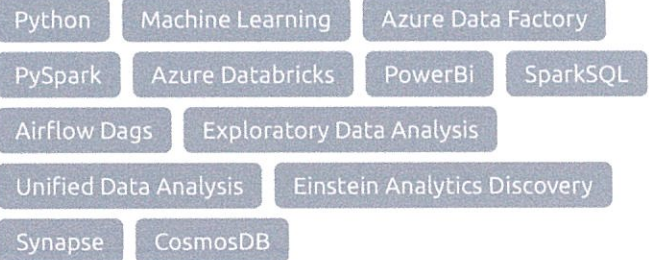 Python Machine Learning Azure Data Factory
PySpark Azure Databricks PowerBi SparkSQL
Airflow Dags Exploratory Data Analysis
Unified Data Analysis Einstein Analytics Discovery
Synapse CosmosDB